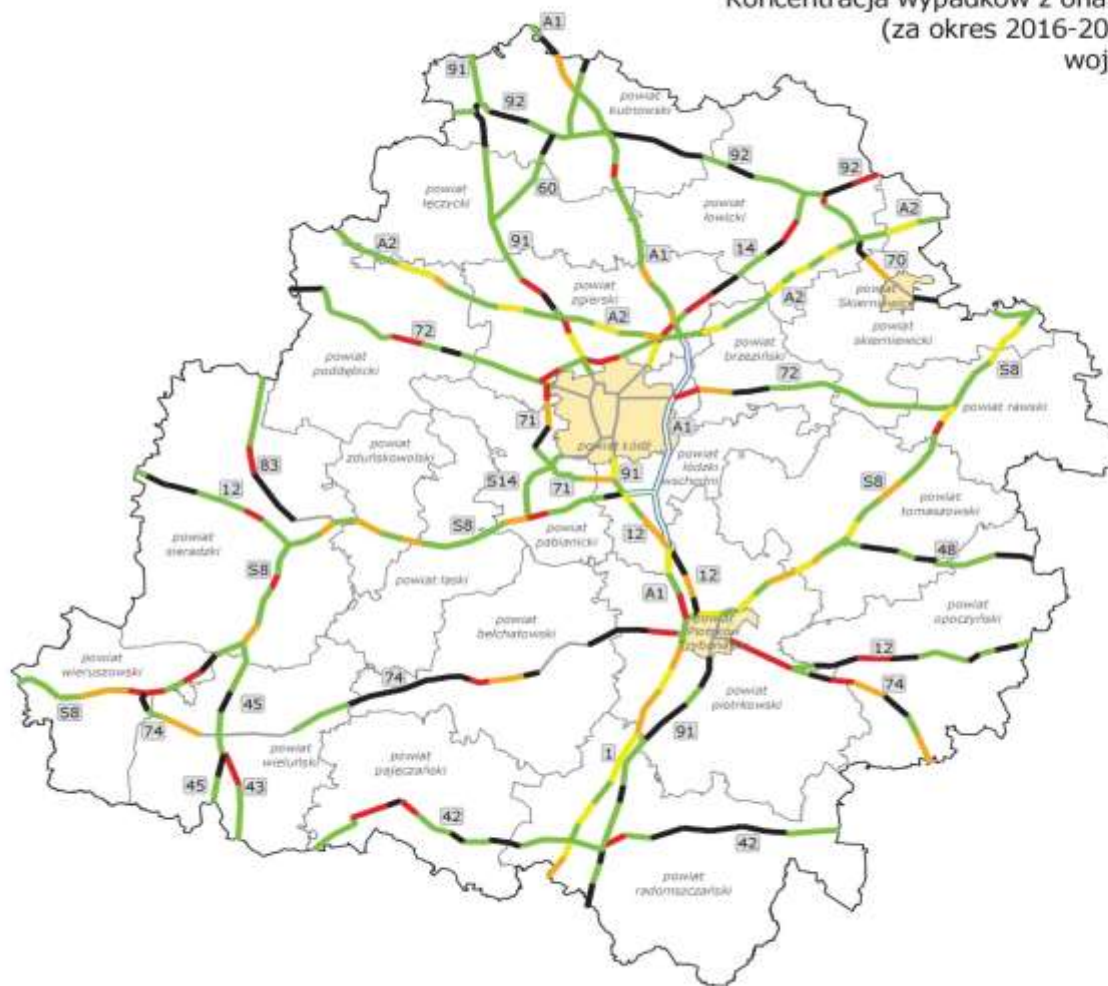 Koncentracja wypadków z ofia
(za okres 2016-20
woj
A1
91
92
powiat
kutnowski
92
92
60
powiat
łęczycki
powiat
łowicki
A2
A2
91
A1
14
70
powiat
zgierski
powiat
Skierniewice
A2
A2
powiat
skierniewicki
72
powiat
brzeziński
S8
powiat
poddębicki
72
powiat rawski
71
A1
powiat Łódź
powiat
łódzki
wschodni
powiat
zduńskowolski
83
S14
91
12
71
S8
powiat
tomaszowski
S8
12
powiat
pabianicki
powiat
sieradzki
48
S8
powiat łaski
A1
12
powiat
bełchatowski
powiat
Piotrków
powiat
opoczyński
12
powiat
wieruszowski
74
74
S8
45
powiat
piotrkowski
74
91
powiat
wieluński
1
powiat
pajęczański
45
43
42
42
powiat
radomszczański